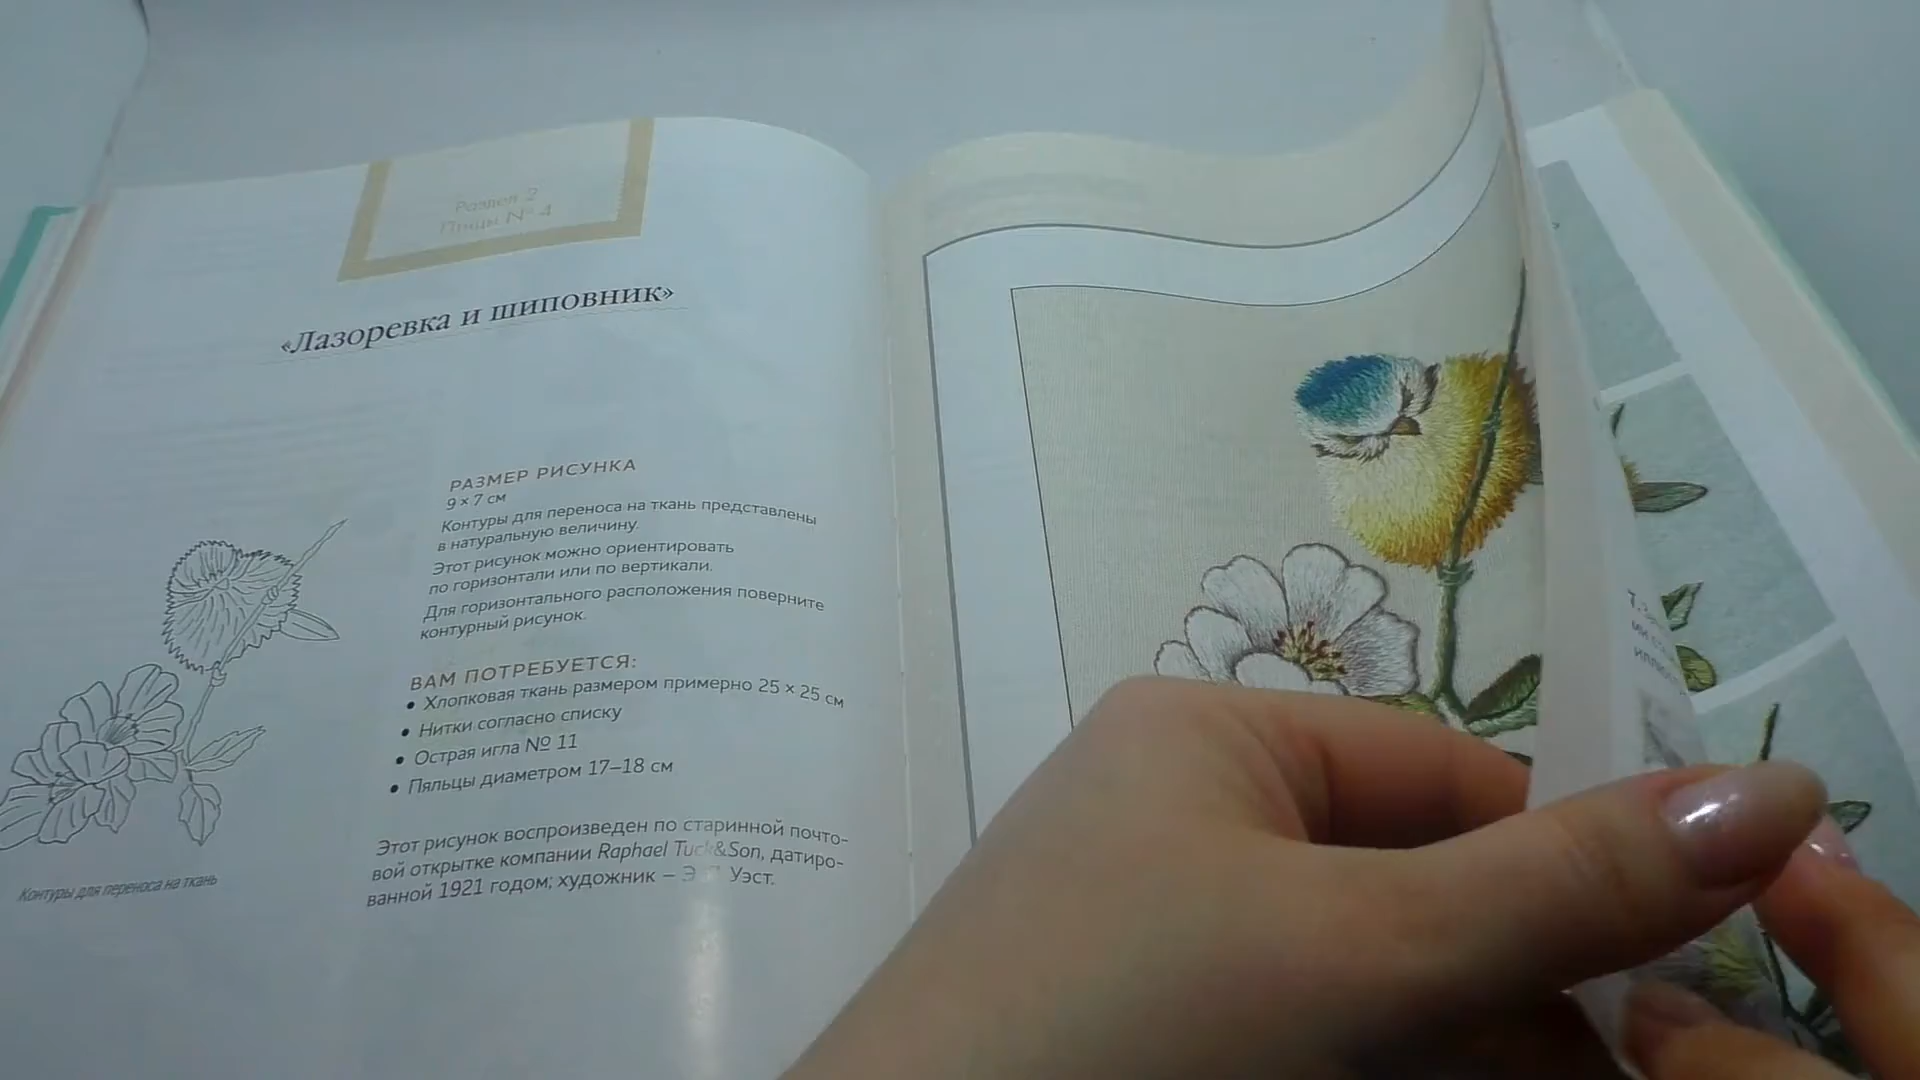 Раздел 2
Птицы № 4
«Лазоревка и шиповник»
РАЗМЕР РИСУНКА
9 × 7 см
Контуры для переноса на ткань представлены
в натуральную величину.
Этот рисунок можно ориентировать
по горизонтали или по вертикали.
Для горизонтального расположения поверните
контурный рисунок.
ВАМ ПОТРЕБУЕТСЯ:
• Хлопковая ткань размером примерно 25 × 25 см
• Нитки согласно списку
• Острая игла № 11
• Пяльцы диаметром 17–18 см
Этот рисунок воспроизведен по старинной почто-
вой открытке компании Raphael Tuck&Son, датиро-
ванной 1921 годом; художник – Э. Уэст.
Контуры для переноса на ткань
7.